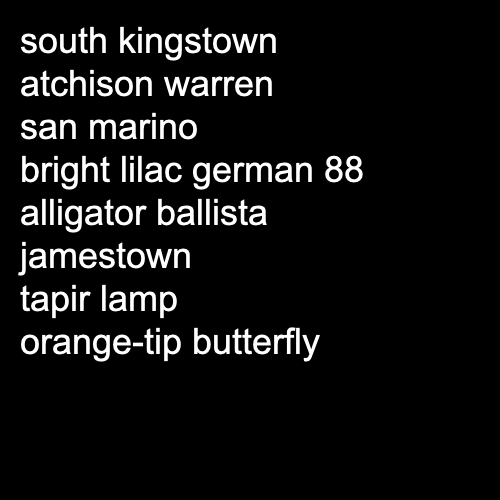 south kingstown
atchison warren
san marino
bright lilac german 88
alligator ballista
jamestown
tapir lamp
orange-tip butterfly